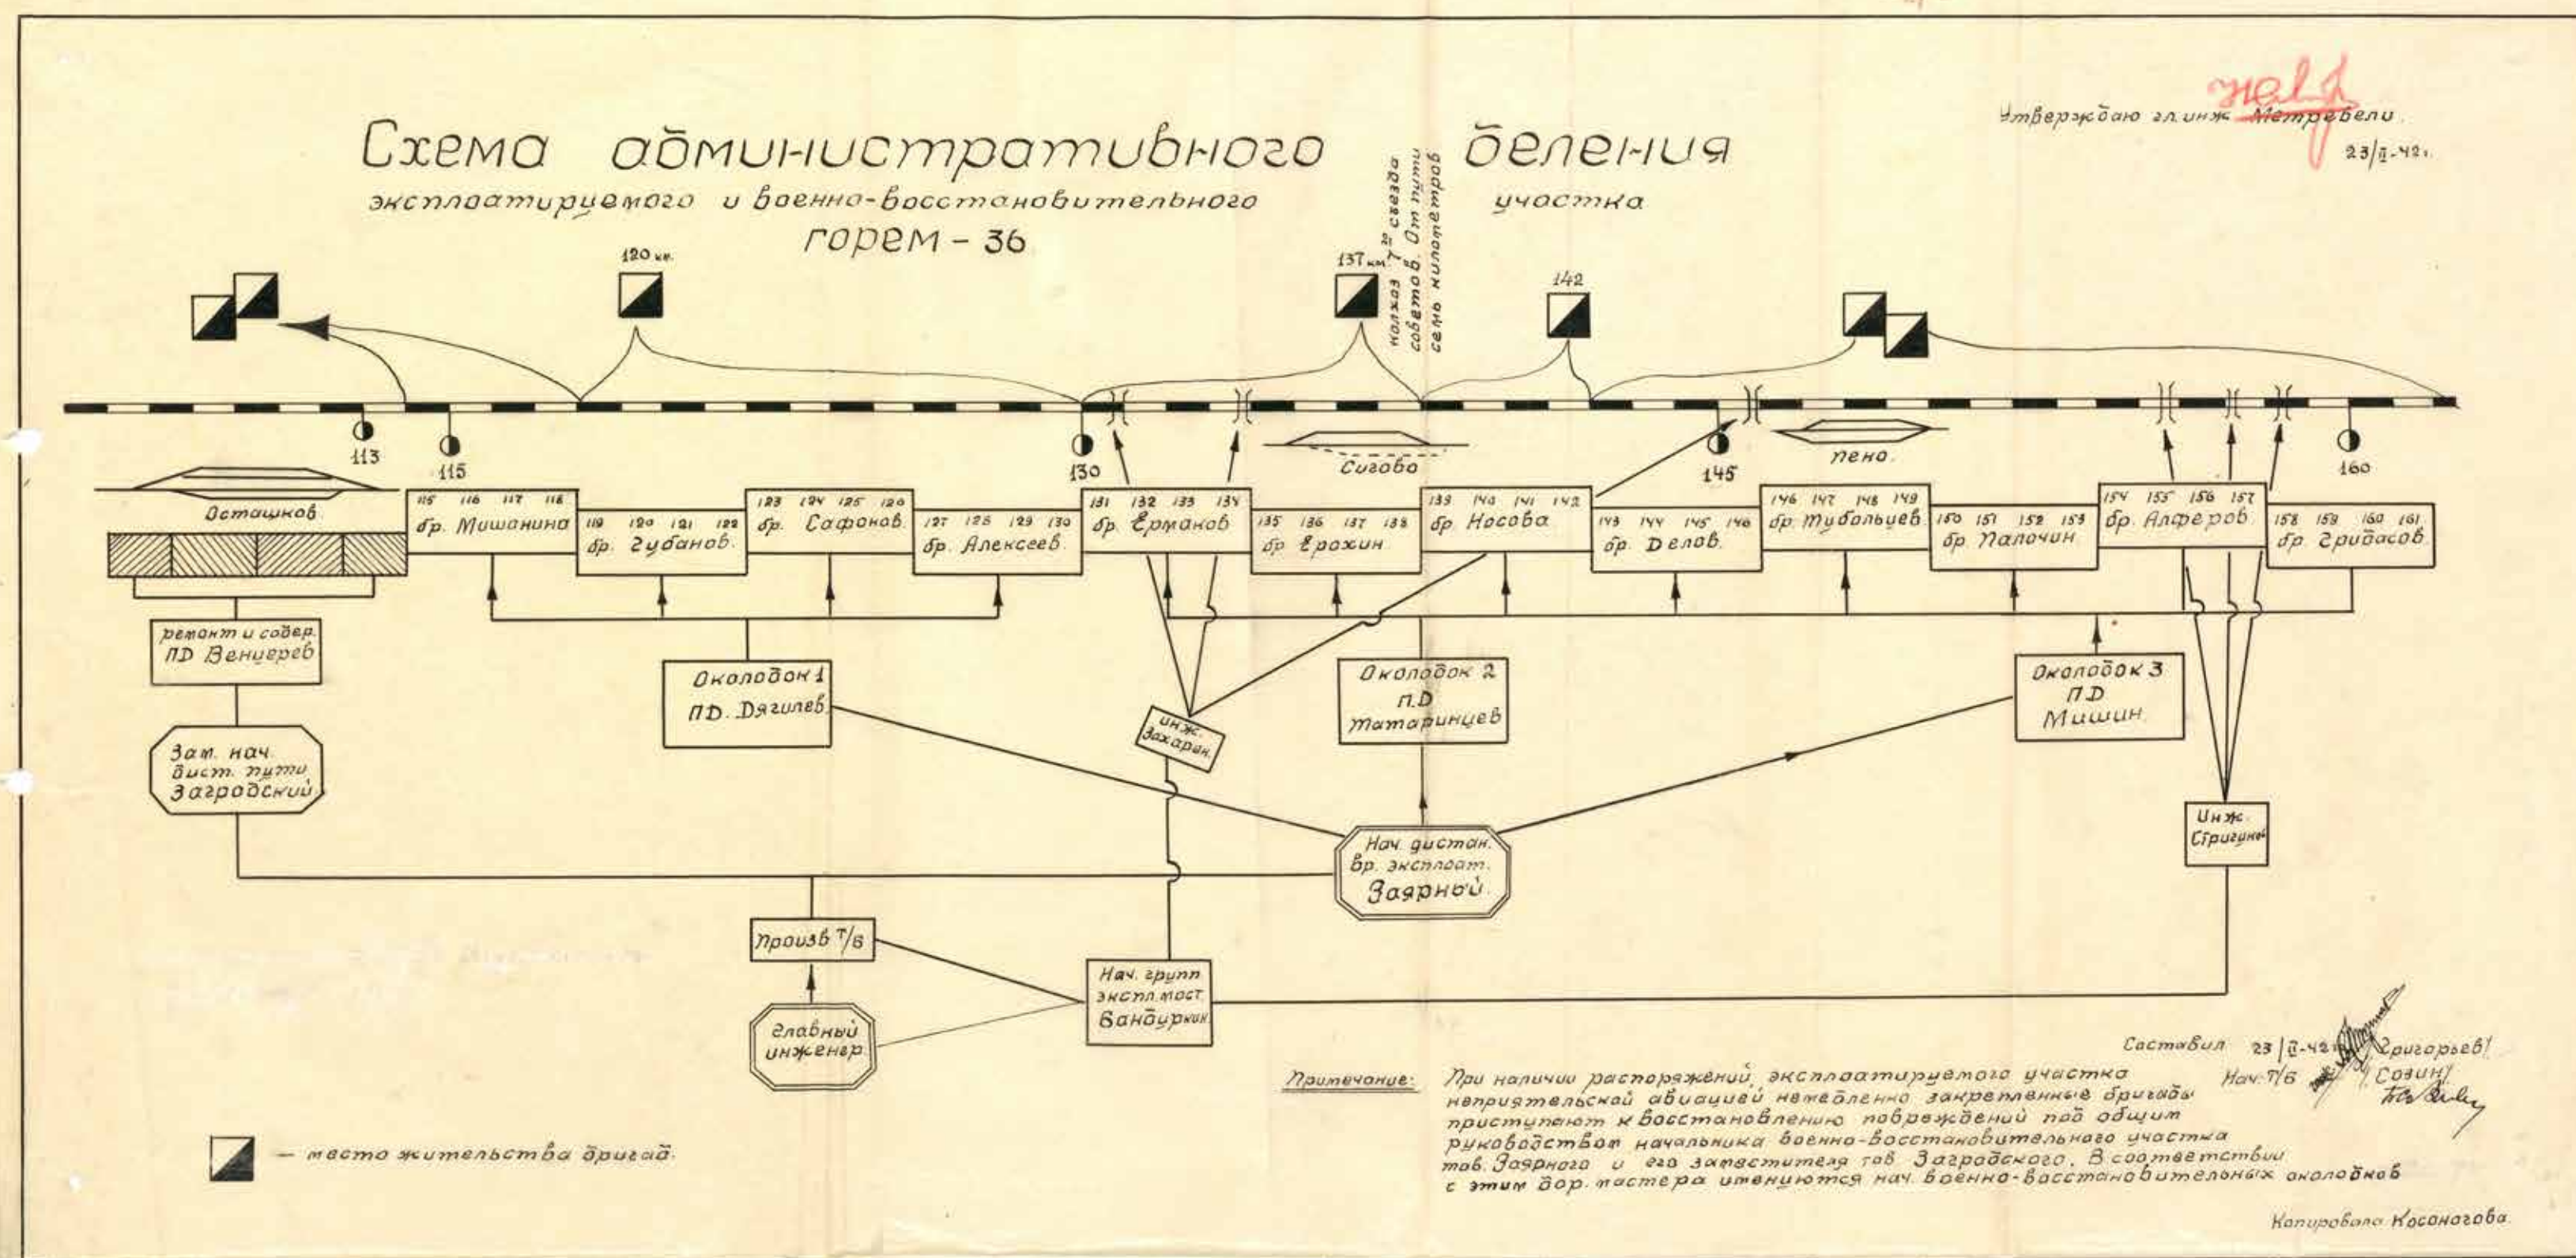 Утверждаю гл. инж Метревели.
23/II-42 г.
Схема административного деления
эксплоатируемого и военно-восстановительного участка
горем-36
120 км.
137 км.
колхоз 7го съезда
советов. От пути
семь километров
142
113
115
130
145
160
Осташков
Сигово
пено.
115 116 117 118
бр. Мишанина
119 120 121 122
бр. Губанов.
123 124 125 120
бр. Сафонов.
127 128 129 130
бр. Алексеев.
131 132 133 134
бр. Ермаков
135 136 137 138
бр Ерохин
139 140 141 142
бр. Носова
143 144 145 146
бр. Делов.
146 147 148 149
бр. Тубольцев
150 151 152 153
бр Палочин
154 155 156 157
бр. Алферов.
158 159 160 161
бр. Грибасов.
ремонт и содер.
ПД Венгерев
Околодок 1
ПД. Дягилев.
Околодок 2
П.Д
Татаринцев
Околодок 3
П.Д
Мишин
инж.
Захарен.
Зам. нач.
дист. пути
Загродский
Нач. дистан.
вр. эксплоат.
Заярный.
Инж.
Стригунов
Произв Т/б
Нач. групп
экспл.мост.
Бандуркин
Главный
инженер.
Составил 23/II-42 г. Григорьев/
Нач. Т/Б /Созин/
Примечание: При наличии распоряжений, эксплоатируемого участка
неприятельской авиацией немедленно закрепленные бригады
приступают к восстановлению повреждений под общим
руководством начальника военно-восстановительного участка
тов. Заярного и его заместителя тов Загродского. В соответствии
с этим дор. мастера именуются нач. военно-восстановительных околодков
— место жительства бригад.
Копировала Косоногова.